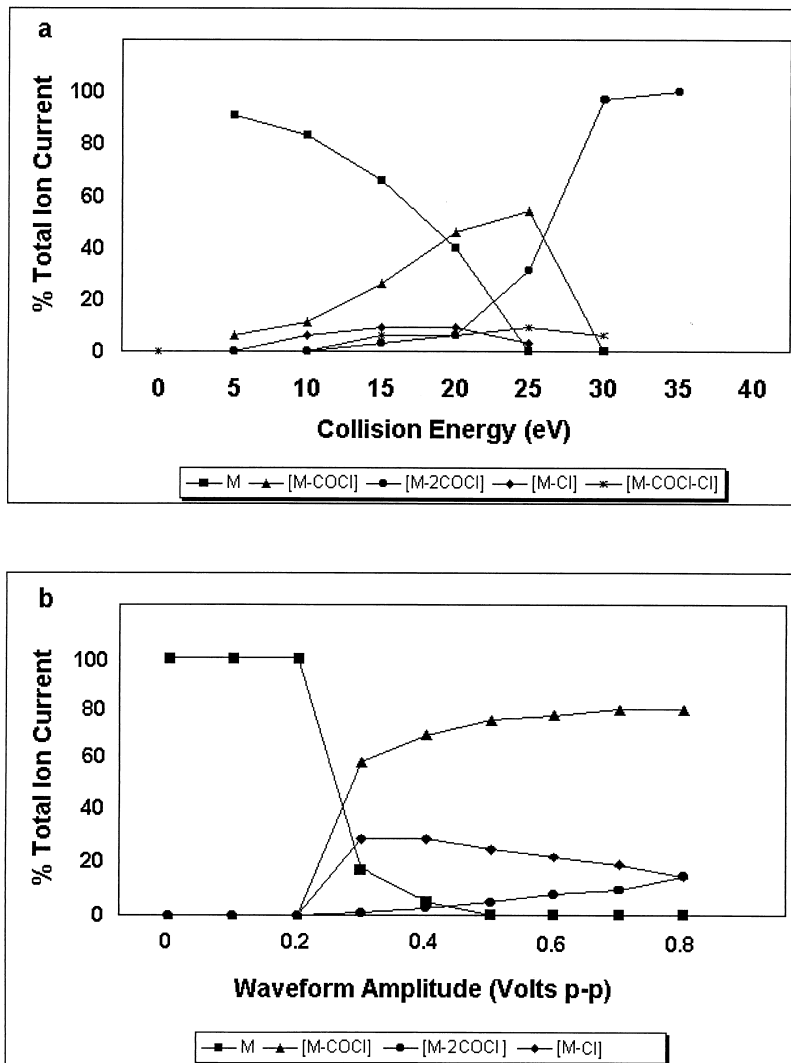 a
% Total Ion Current
100
80
60
40
20
0
0 5 10 15 20 25 30 35 40
Collision Energy (eV)
M [M-COCl] [M-2COCl] [M-Cl] [M-COCl-Cl]
b
% Total Ion Current
100
80
60
40
20
0
0 0.2 0.4 0.6 0.8
Waveform Amplitude (Volts p-p)
M [M-COCl] [M-2COCl] [M-Cl]